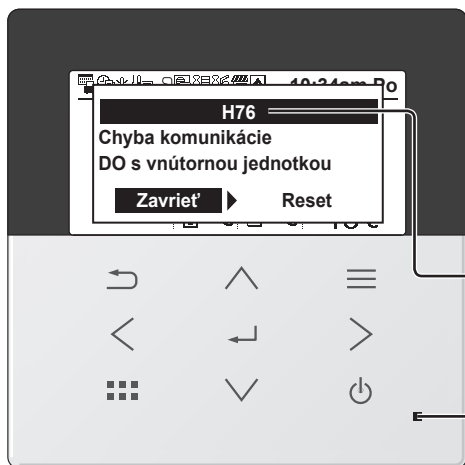 10:34am Po
H76
Chyba komunikácie
DO s vnútornou jednotkou
Zavrieť Reset